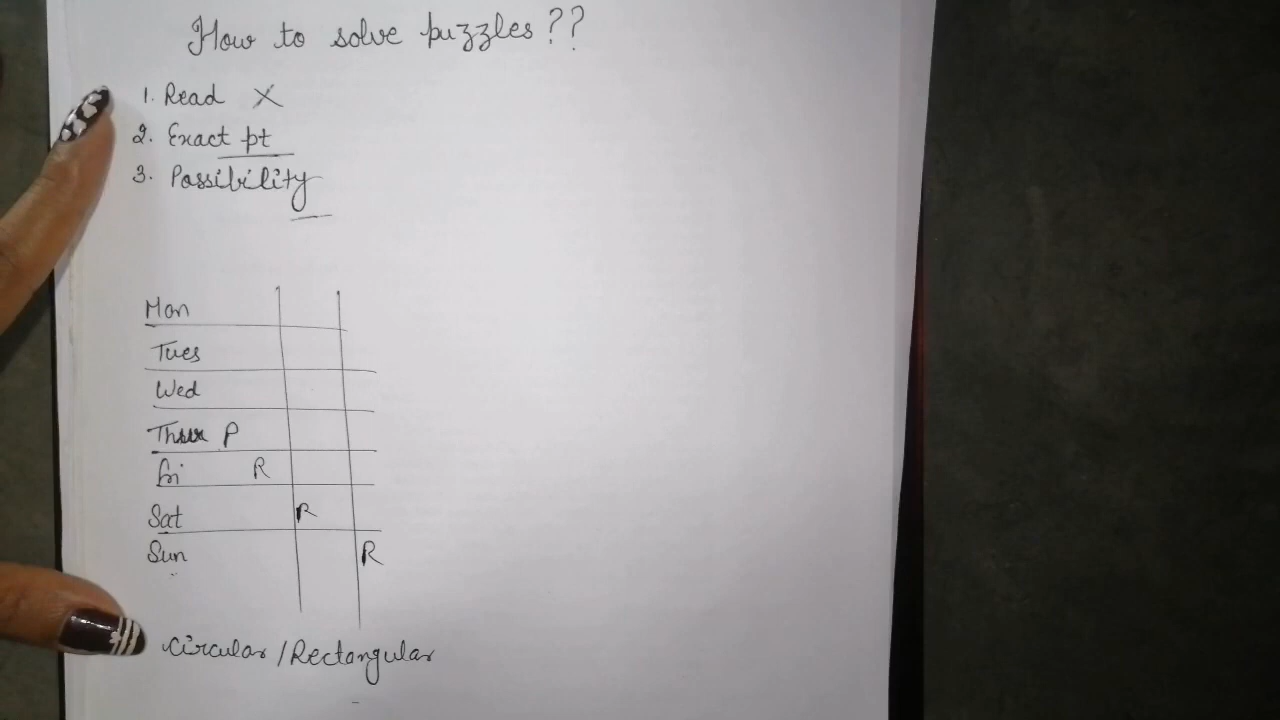 How to solve puzzles??
1. Read X
2. Exact pt
3. Possibility
Mon
Tues
Wed
Thur P
Fri R
Sat R
Sun R
Circular / Rectangular